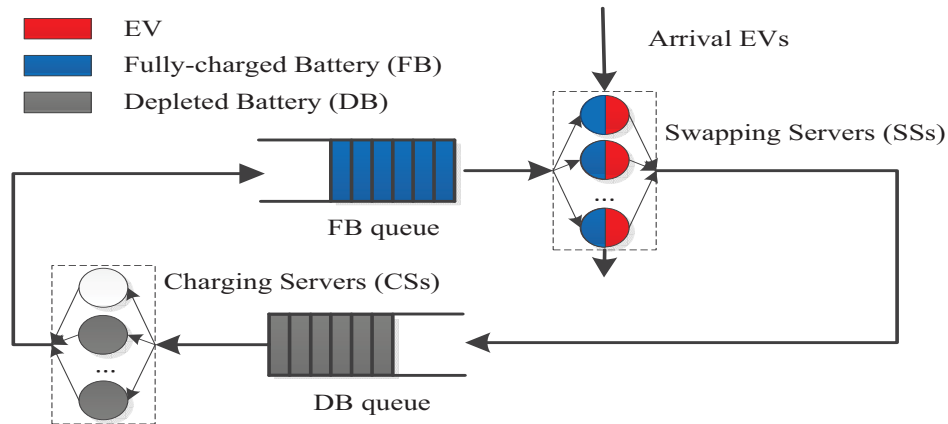 EV
Arrival EVs
Fully-charged Battery (FB)
Depleted Battery (DB)
Swapping Servers (SSs)
...
FB queue
Charging Servers (CSs)
...
DB queue